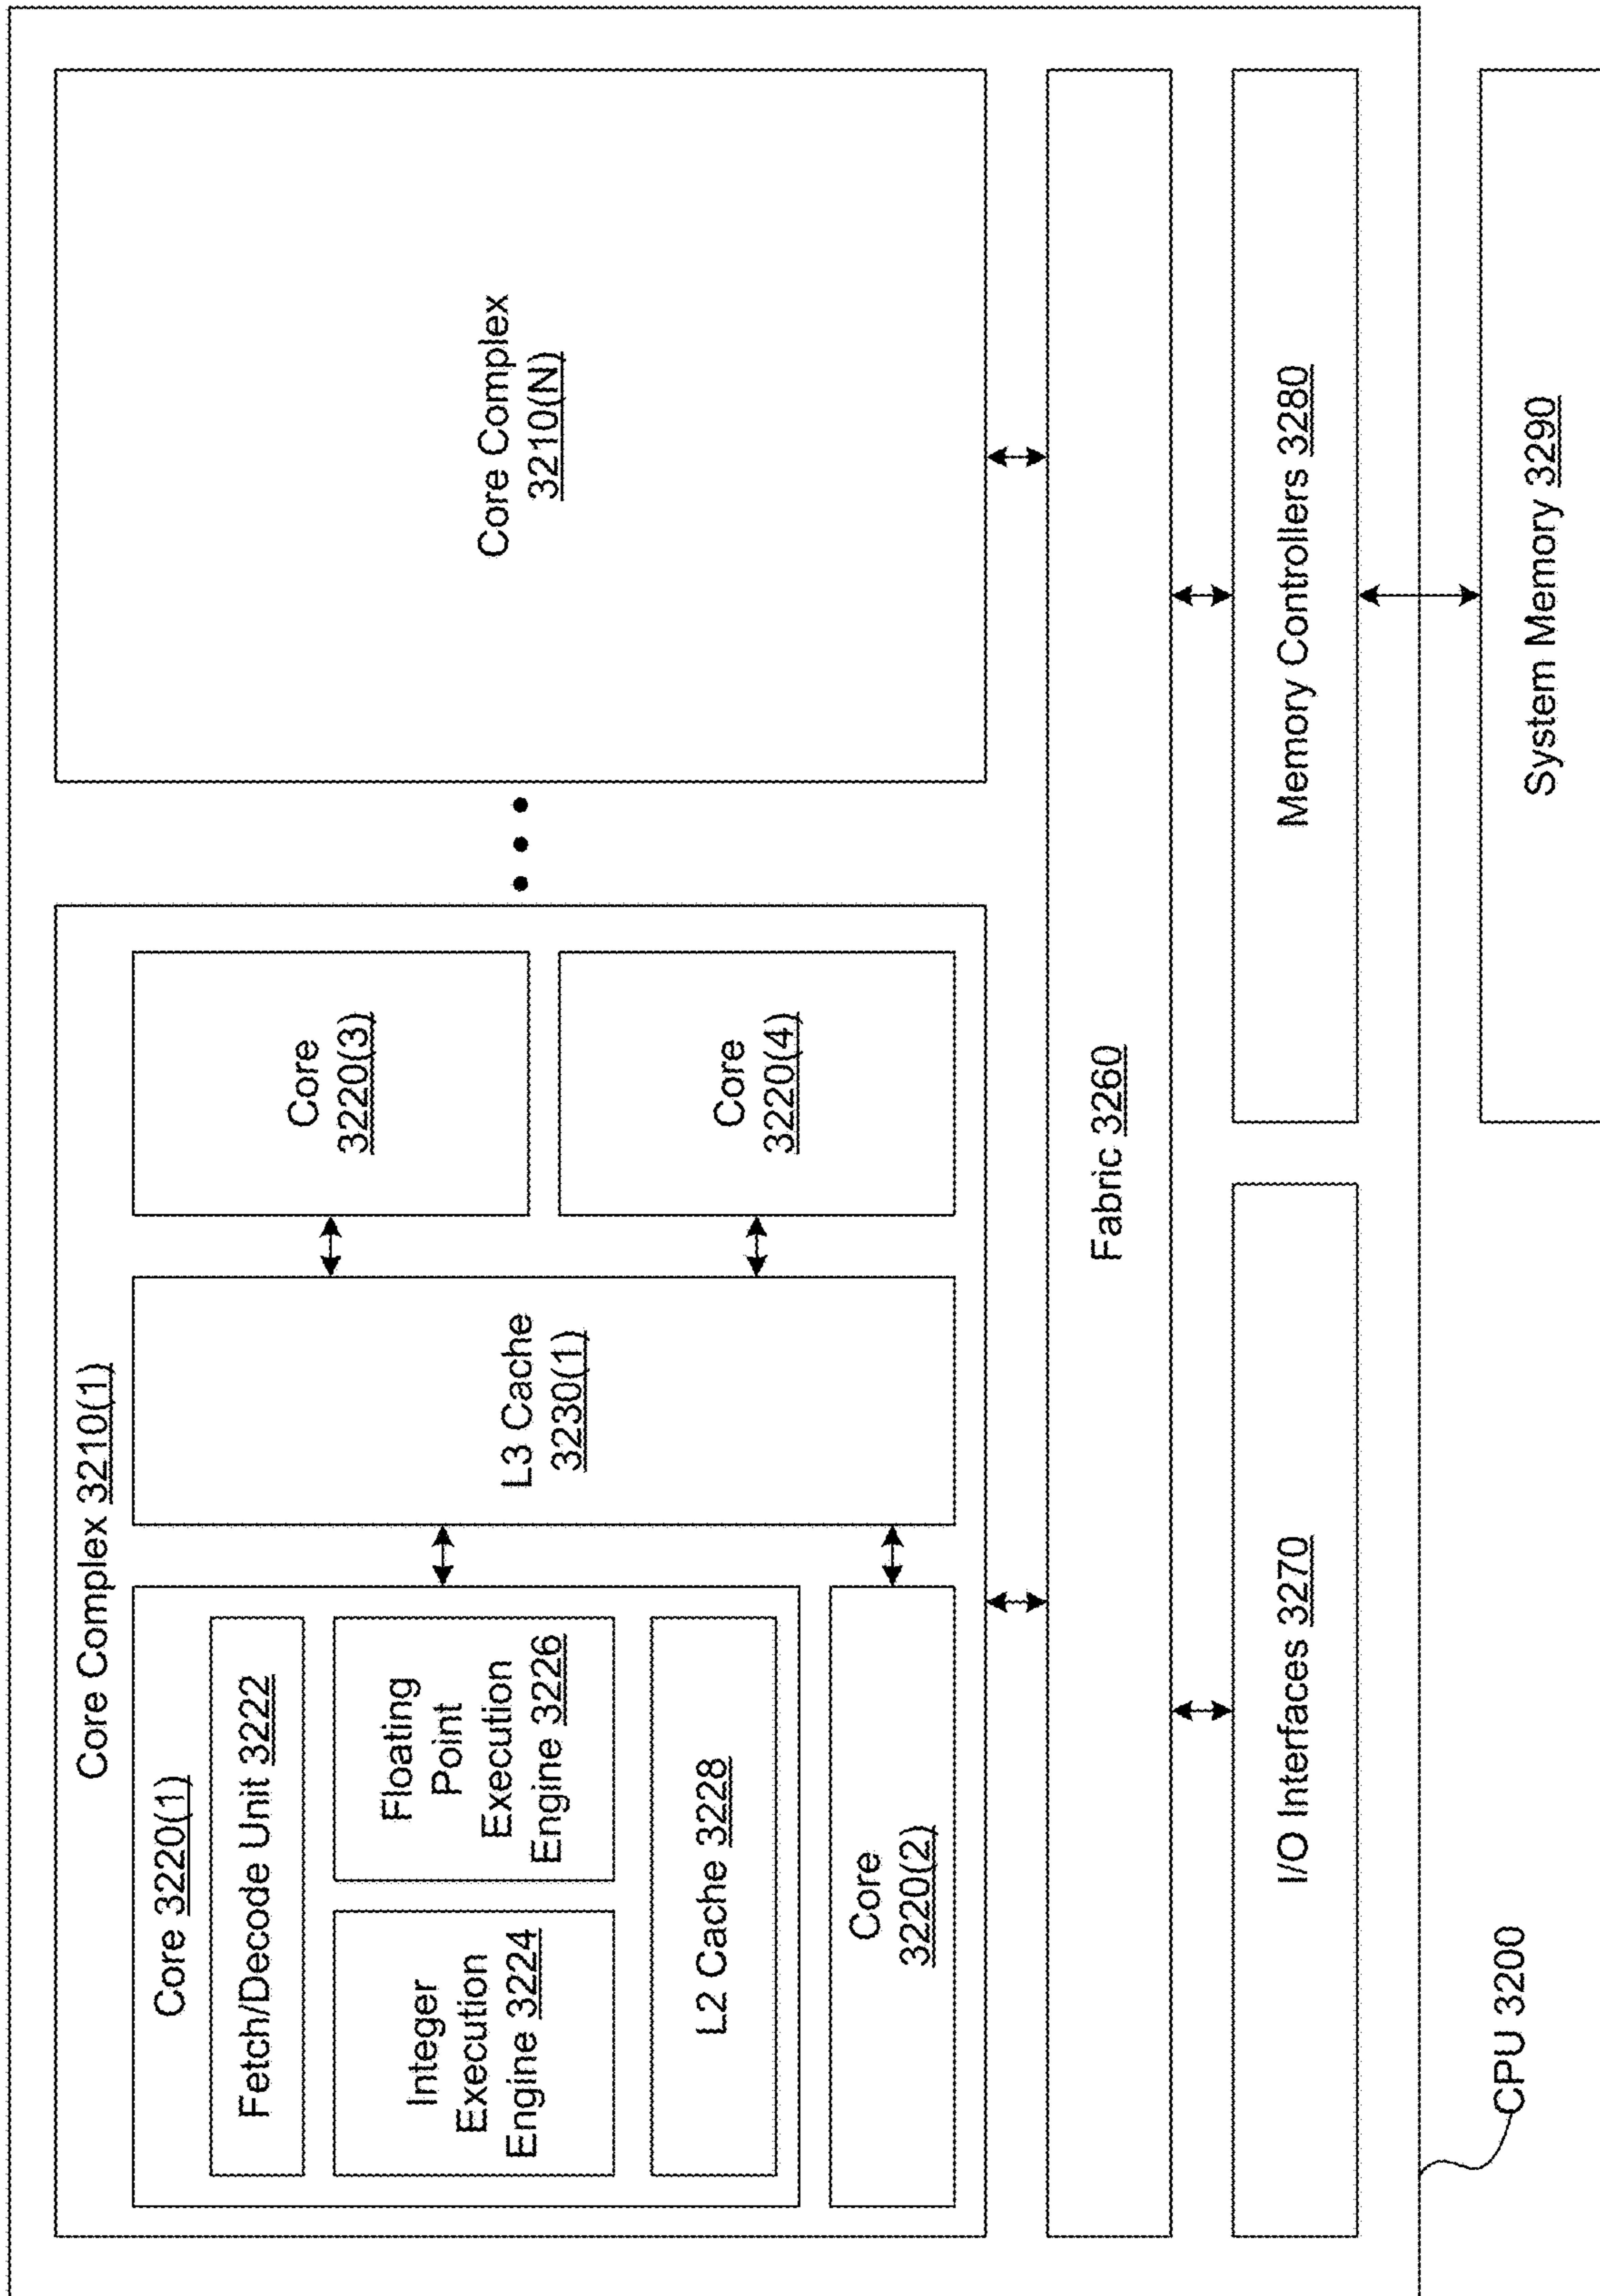 Core Complex 3210(1)
Core 3220(1)
Fetch/Decode Unit 3222
Integer
Execution
Engine 3224
Floating
Point
Execution
Engine 3226
L2 Cache 3228
Core
3220(2)
L3 Cache
3230(1)
Core
3220(3)
Core
3220(4)
Core Complex
3210(N)
Fabric 3260
I/O Interfaces 3270
Memory Controllers 3280
CPU 3200
System Memory 3290